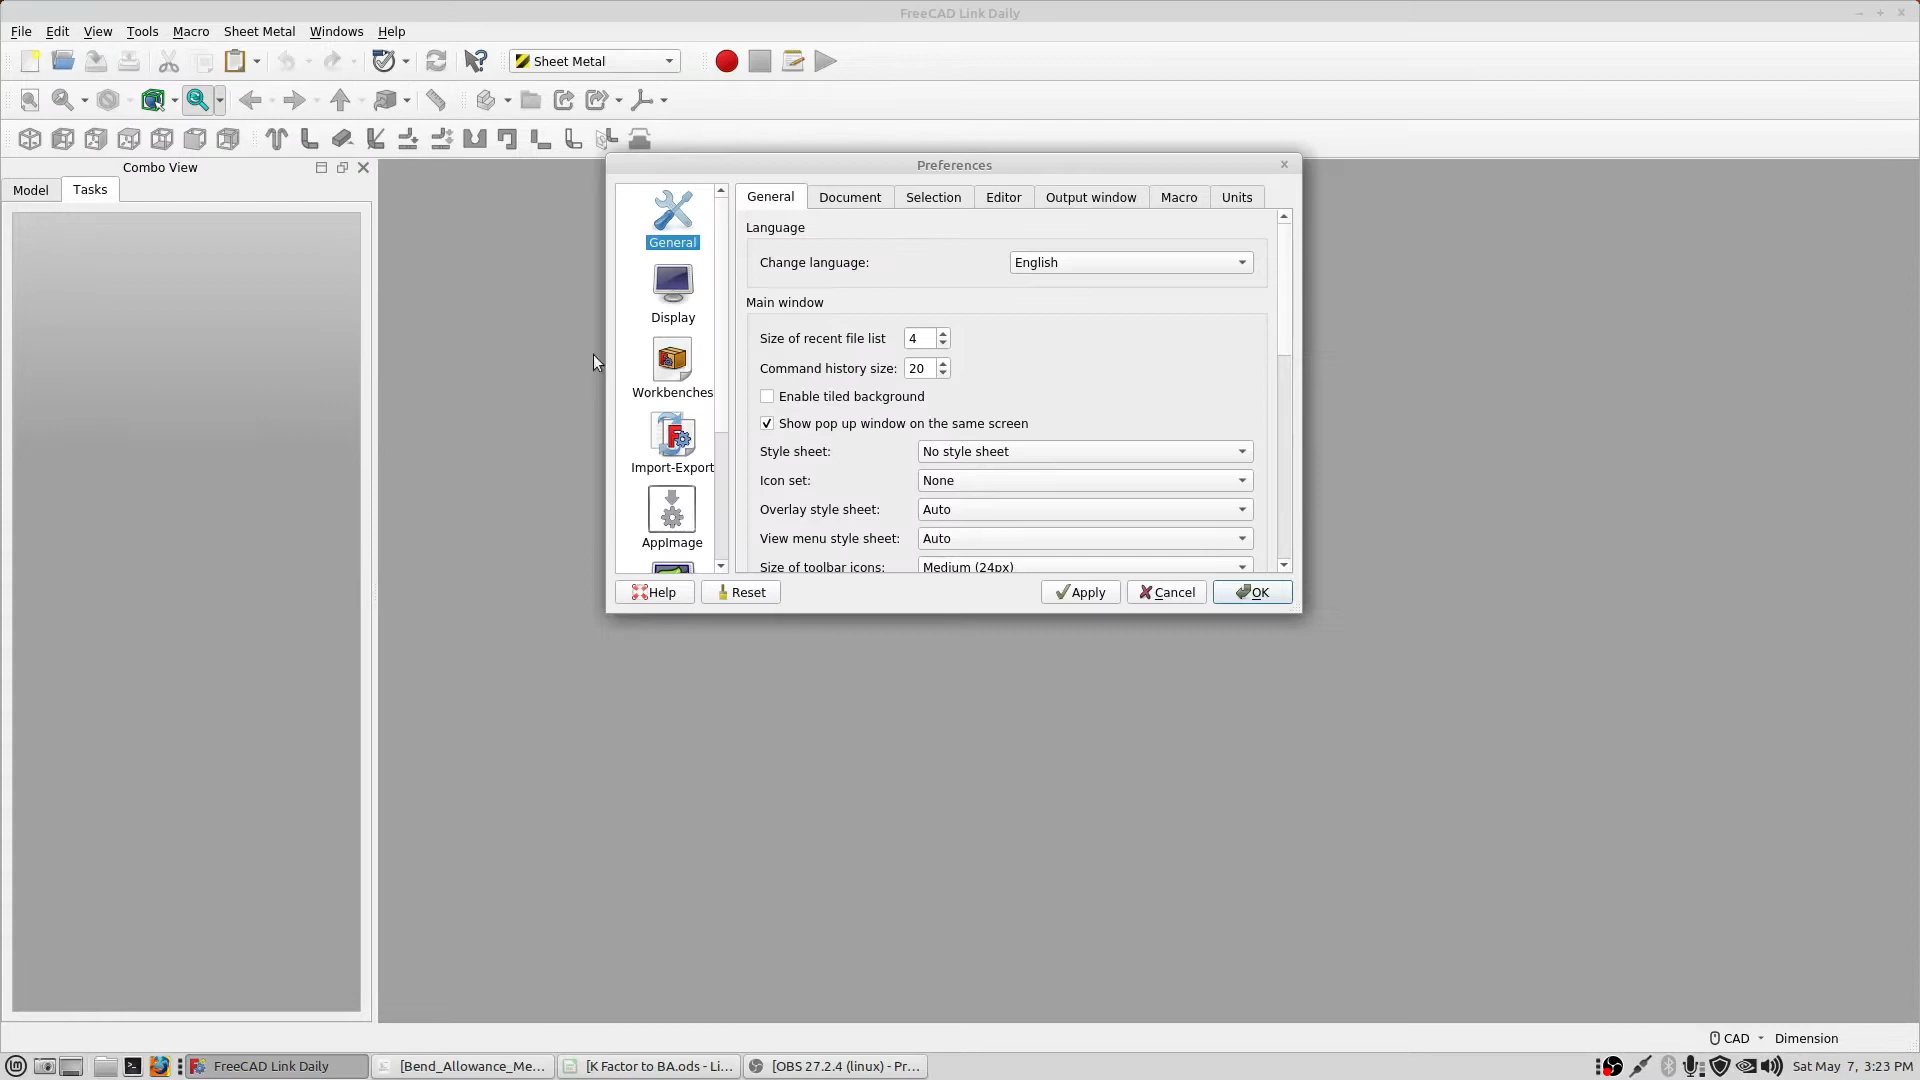 FreeCAD Link Daily
File Edit View Tools Macro Sheet Metal Windows Help
Sheet Metal
Combo View
Model Tasks
Preferences
General Document Selection Editor Output window Macro Units
General
Display
Workbenches
Import-Export
AppImage
Language
Change language: English
Main window
Size of recent file list 4
Command history size: 20
Enable tiled background
Show pop up window on the same screen
Style sheet: No style sheet
Icon set: None
Overlay style sheet: Auto
View menu style sheet: Auto
Size of toolbar icons: Medium (24px)
Help Reset Apply Cancel OK
CAD Dimension
FreeCAD Link Daily [Bend_Allowance_Me... [K Factor to BA.ods - Li... [OBS 27.2.4 (linux) - Pr... Sat May 7, 3:23 PM